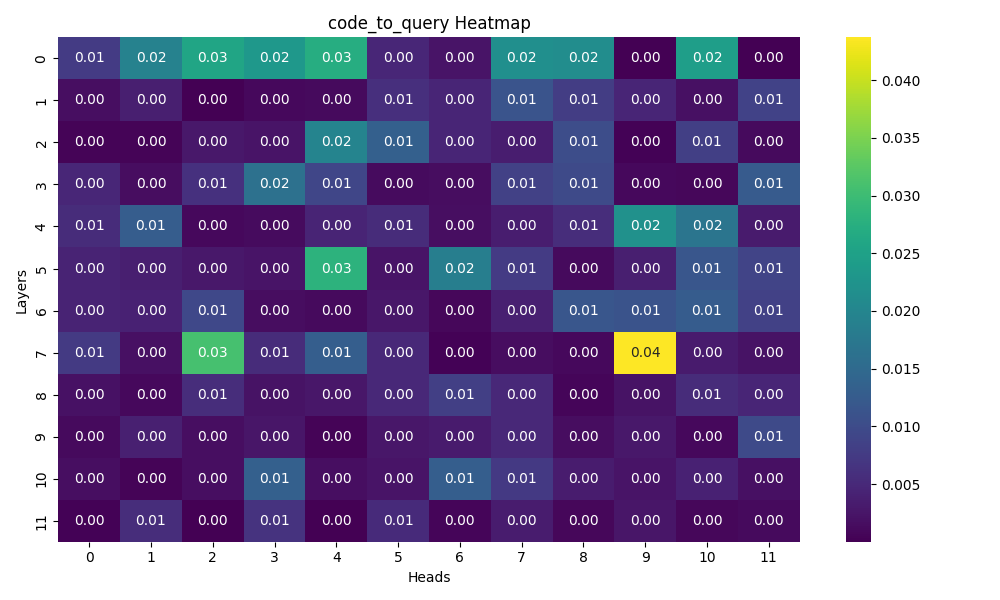 code_to_query Heatmap
0 0.01 0.02 0.03 0.02 0.03 0.00 0.00 0.02 0.02 0.00 0.02 0.00
1 0.00 0.00 0.00 0.00 0.00 0.01 0.00 0.01 0.01 0.00 0.00 0.01
2 0.00 0.00 0.00 0.00 0.02 0.01 0.00 0.00 0.01 0.00 0.01 0.00
3 0.00 0.00 0.01 0.02 0.01 0.00 0.00 0.01 0.01 0.00 0.00 0.01
4 0.01 0.01 0.00 0.00 0.00 0.01 0.00 0.00 0.01 0.02 0.02 0.00
5 0.00 0.00 0.00 0.00 0.03 0.00 0.02 0.01 0.00 0.00 0.01 0.01
6 0.00 0.00 0.01 0.00 0.00 0.00 0.00 0.00 0.01 0.01 0.01 0.01
7 0.01 0.00 0.03 0.01 0.01 0.00 0.00 0.00 0.00 0.04 0.00 0.00
8 0.00 0.00 0.01 0.00 0.00 0.00 0.01 0.00 0.00 0.00 0.01 0.00
9 0.00 0.00 0.00 0.00 0.00 0.00 0.00 0.00 0.00 0.00 0.00 0.01
10 0.00 0.00 0.00 0.01 0.00 0.00 0.01 0.01 0.00 0.00 0.00 0.00
11 0.00 0.01 0.00 0.01 0.00 0.01 0.00 0.00 0.00 0.00 0.00 0.00
0 1 2 3 4 5 6 7 8 9 10 11
Heads
Layers
0.040
0.035
0.030
0.025
0.020
0.015
0.010
0.005